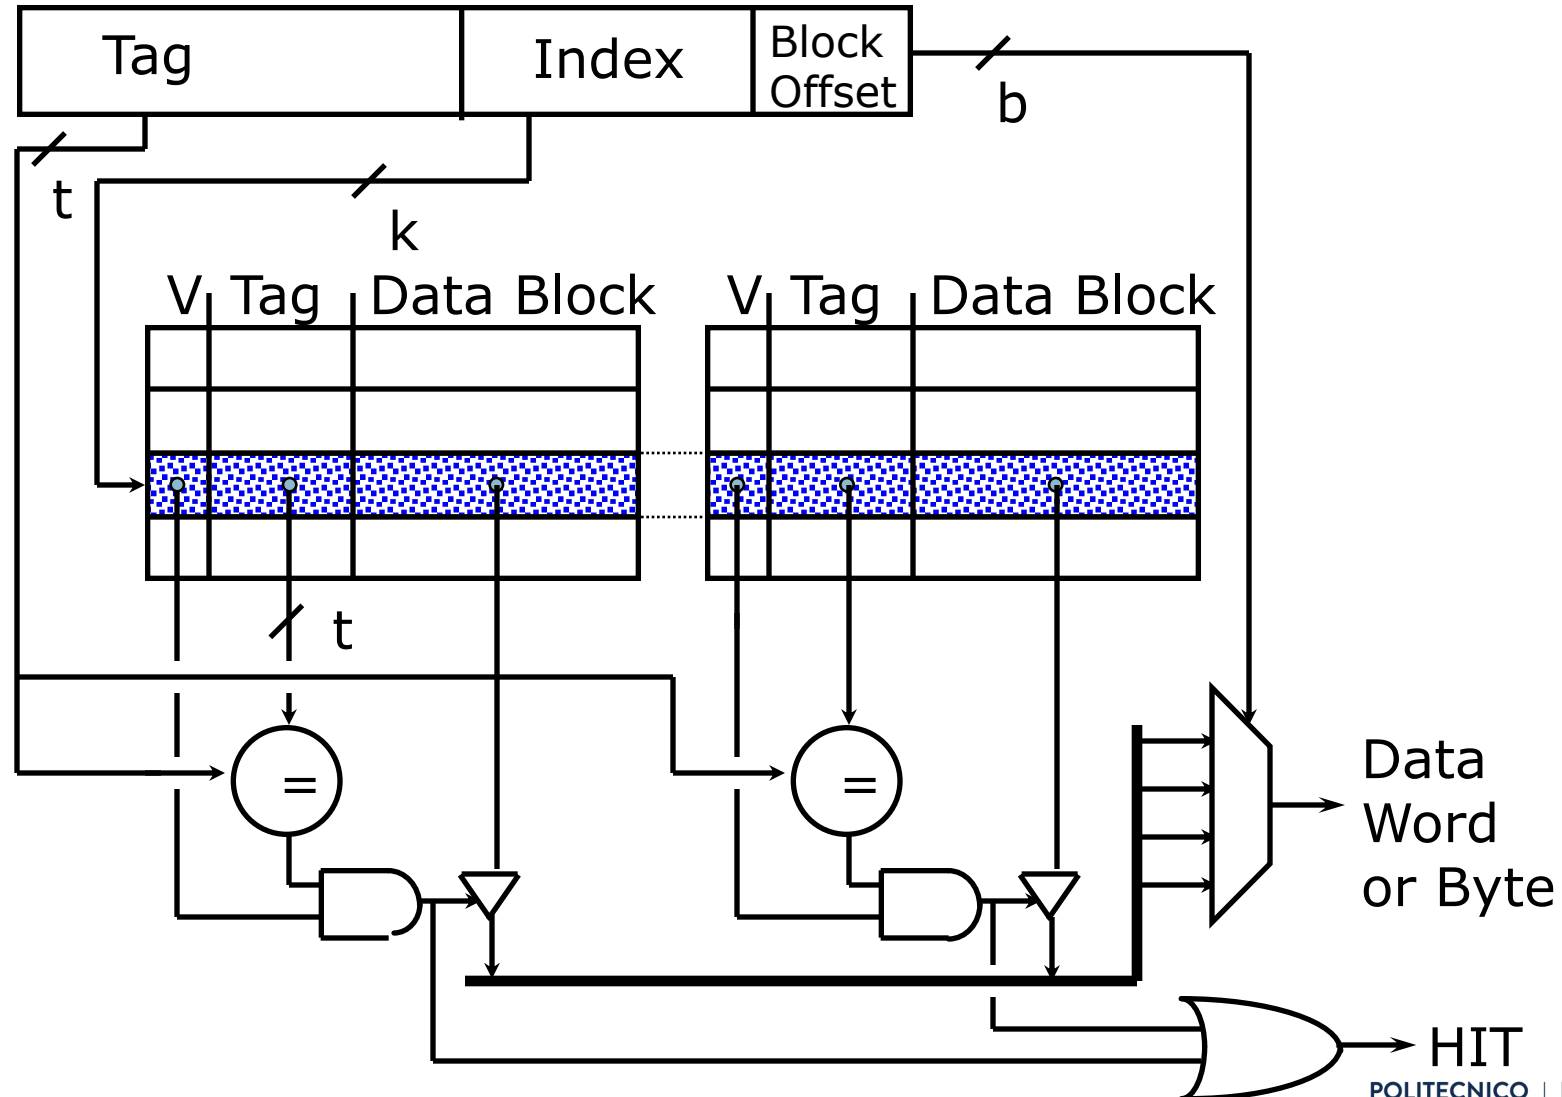 Tag
Index
Block
Offset
b
t
k
V Tag Data Block
V Tag Data Block
t
=
=
Data
Word
or Byte
HIT
POLITECNICO